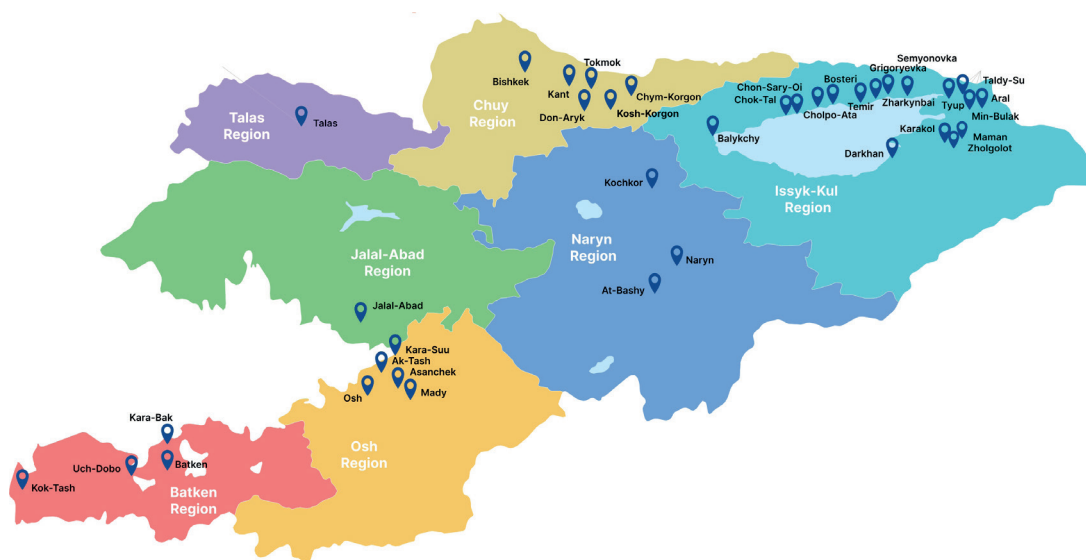 Semyonovka
Tokmok
Grigoryevka
Bishkek
Bosteri
Taldy-Su
Chon-Sary-Oi
Kant
Chym-Korgon
Chok-Tal
Temir
Zharkynbai
Tyup
Aral
Chuy
Region
Don-Aryk
Kosh-Korgon
Cholpo-Ata
Min-Bulak
Talas
Region
Talas
Balykchy
Karakol
Maman
Darkhan
Zholgolot
Kochkor
Issyk-Kul
Region
Naryn
Region
Jalal-Abad
Region
Naryn
At-Bashy
Jalal-Abad
Kara-Suu
Ak-Tash
Asanchek
Osh
Mady
Kara-Bak
Osh
Region
Uch-Dobo
Batken
Kok-Tash
Batken
Region